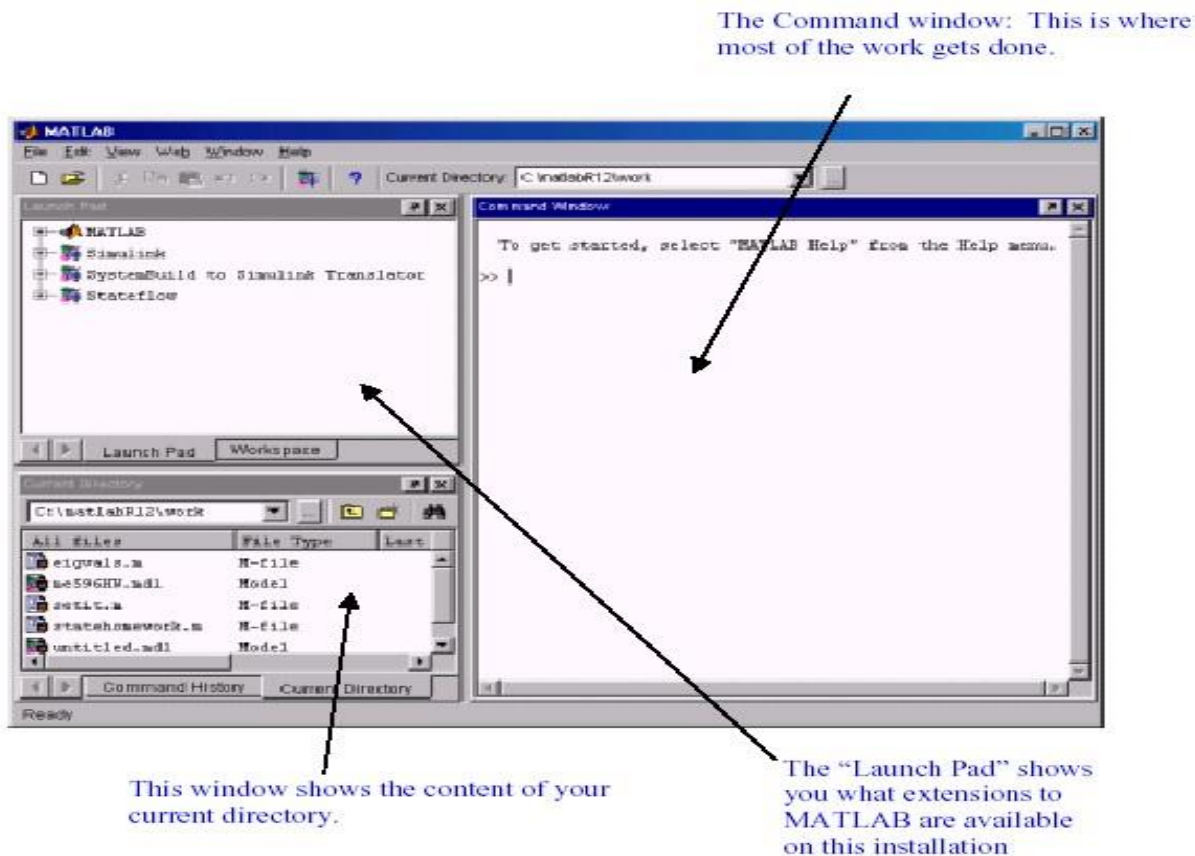 The Command window: This is where
most of the work gets done.
MATLAB
File Edit View Web Window Help
Current Directory: C:\matlabR12\work
Launch Pad
MATLAB
Simulink
SystemBuild to Simulink Translator
Stateflow
Launch Pad Workspace
Command Window
To get started, select "MATLAB Help" from the Help menu.
>>
Current Directory
C:\matlabR12\work
All files File Type Last
eigvals.m M-file
me596HW.mdl Model
setit.m M-file
statehomework.m M-file
untitled.mdl Model
Command History Current Directory
Ready
This window shows the content of your
current directory.
The “Launch Pad” shows
you what extensions to
MATLAB are available
on this installation